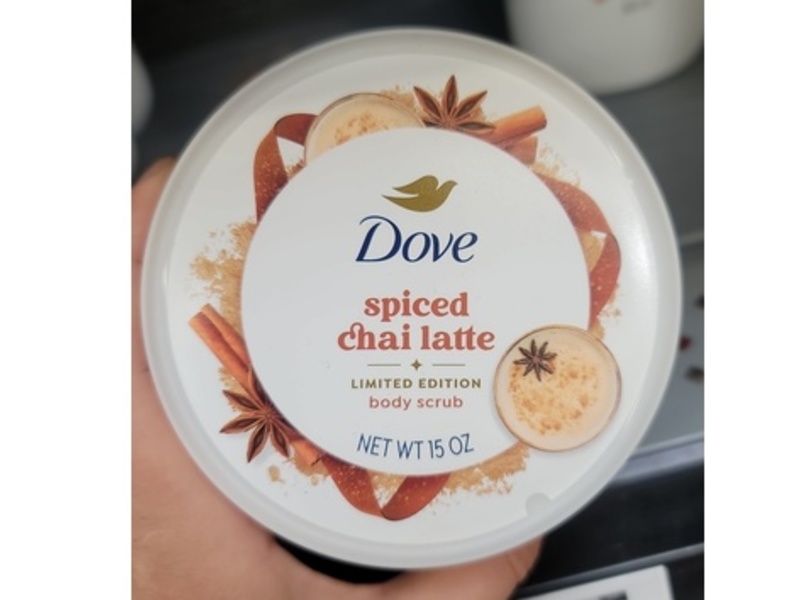 Dove
spiced
chai latte
LIMITED EDITION
body scrub
NET WT 15 OZ